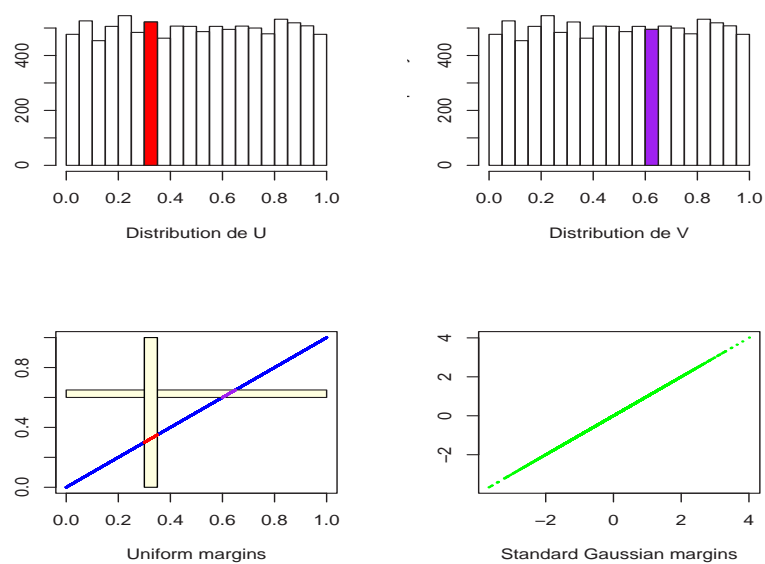 400
200
0
0.0 0.2 0.4 0.6 0.8 1.0
Distribution de U
400
200
0
0.0 0.2 0.4 0.6 0.8 1.0
Distribution de V
0.8
0.4
0.0
0.0 0.2 0.4 0.6 0.8 1.0
Uniform margins
4
2
0
−2
−2 0 2 4
Standard Gaussian margins